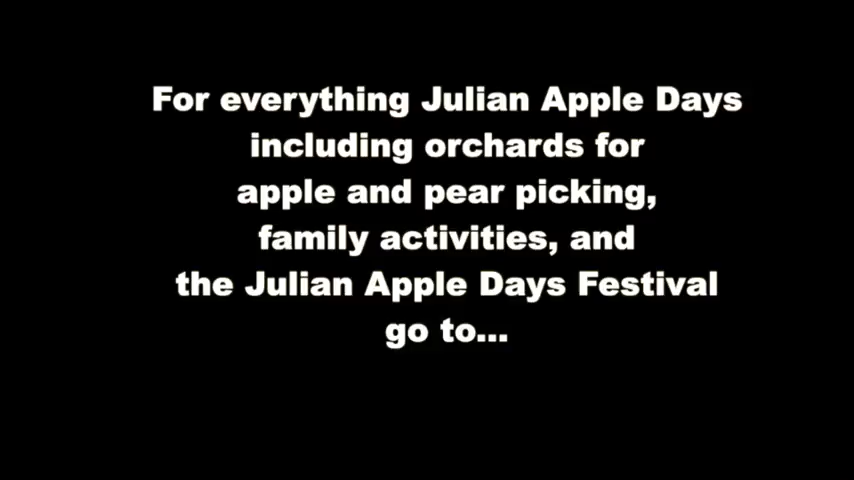 For everything Julian Apple Days
including orchards for
apple and pear picking,
family activities, and
the Julian Apple Days Festival
go to...